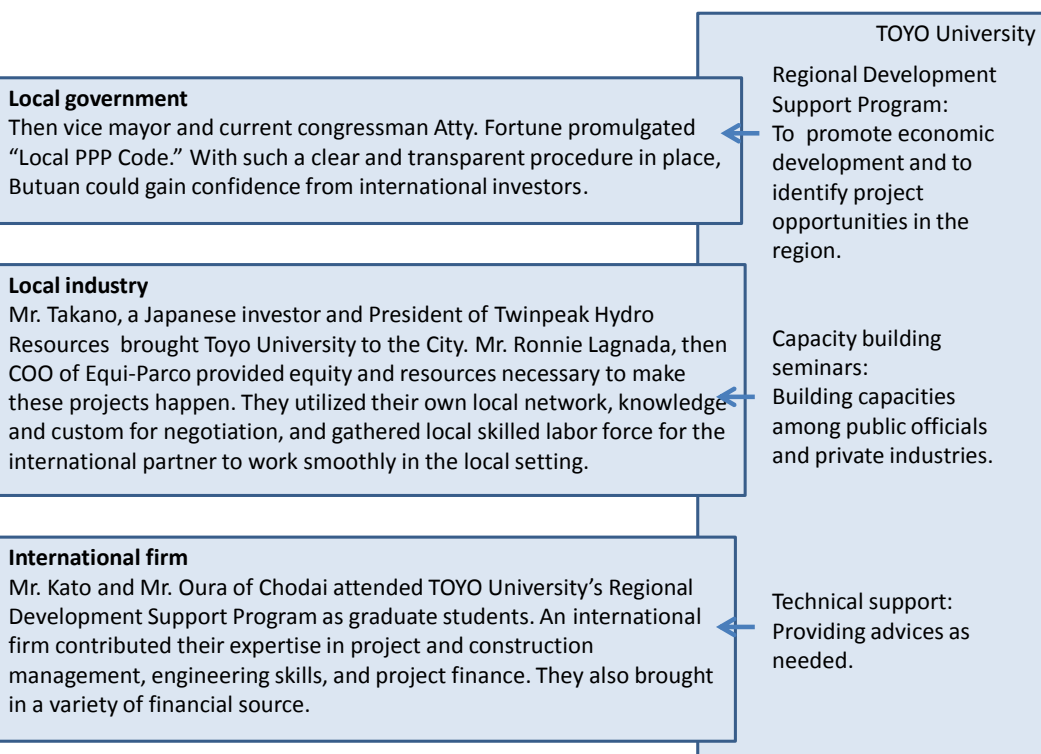 TOYO University
Local government
Then vice mayor and current congressman Atty. Fortune promulgated
“Local PPP Code.” With such a clear and transparent procedure in place,
Butuan could gain confidence from international investors.
Regional Development
Support Program:
To promote economic
development and to
identify project
opportunities in the
region.
Local industry
Mr. Takano, a Japanese investor and President of Twinpeak Hydro
Resources brought Toyo University to the City. Mr. Ronnie Lagnada, then
COO of Equi-Parco provided equity and resources necessary to make
these projects happen. They utilized their own local network, knowledge
and custom for negotiation, and gathered local skilled labor force for the
international partner to work smoothly in the local setting.
Capacity building
seminars:
Building capacities
among public officials
and private industries.
International firm
Mr. Kato and Mr. Oura of Chodai attended TOYO University’s Regional
Development Support Program as graduate students. An international
firm contributed their expertise in project and construction
management, engineering skills, and project finance. They also brought
in a variety of financial source.
Technical support:
Providing advices as
needed.